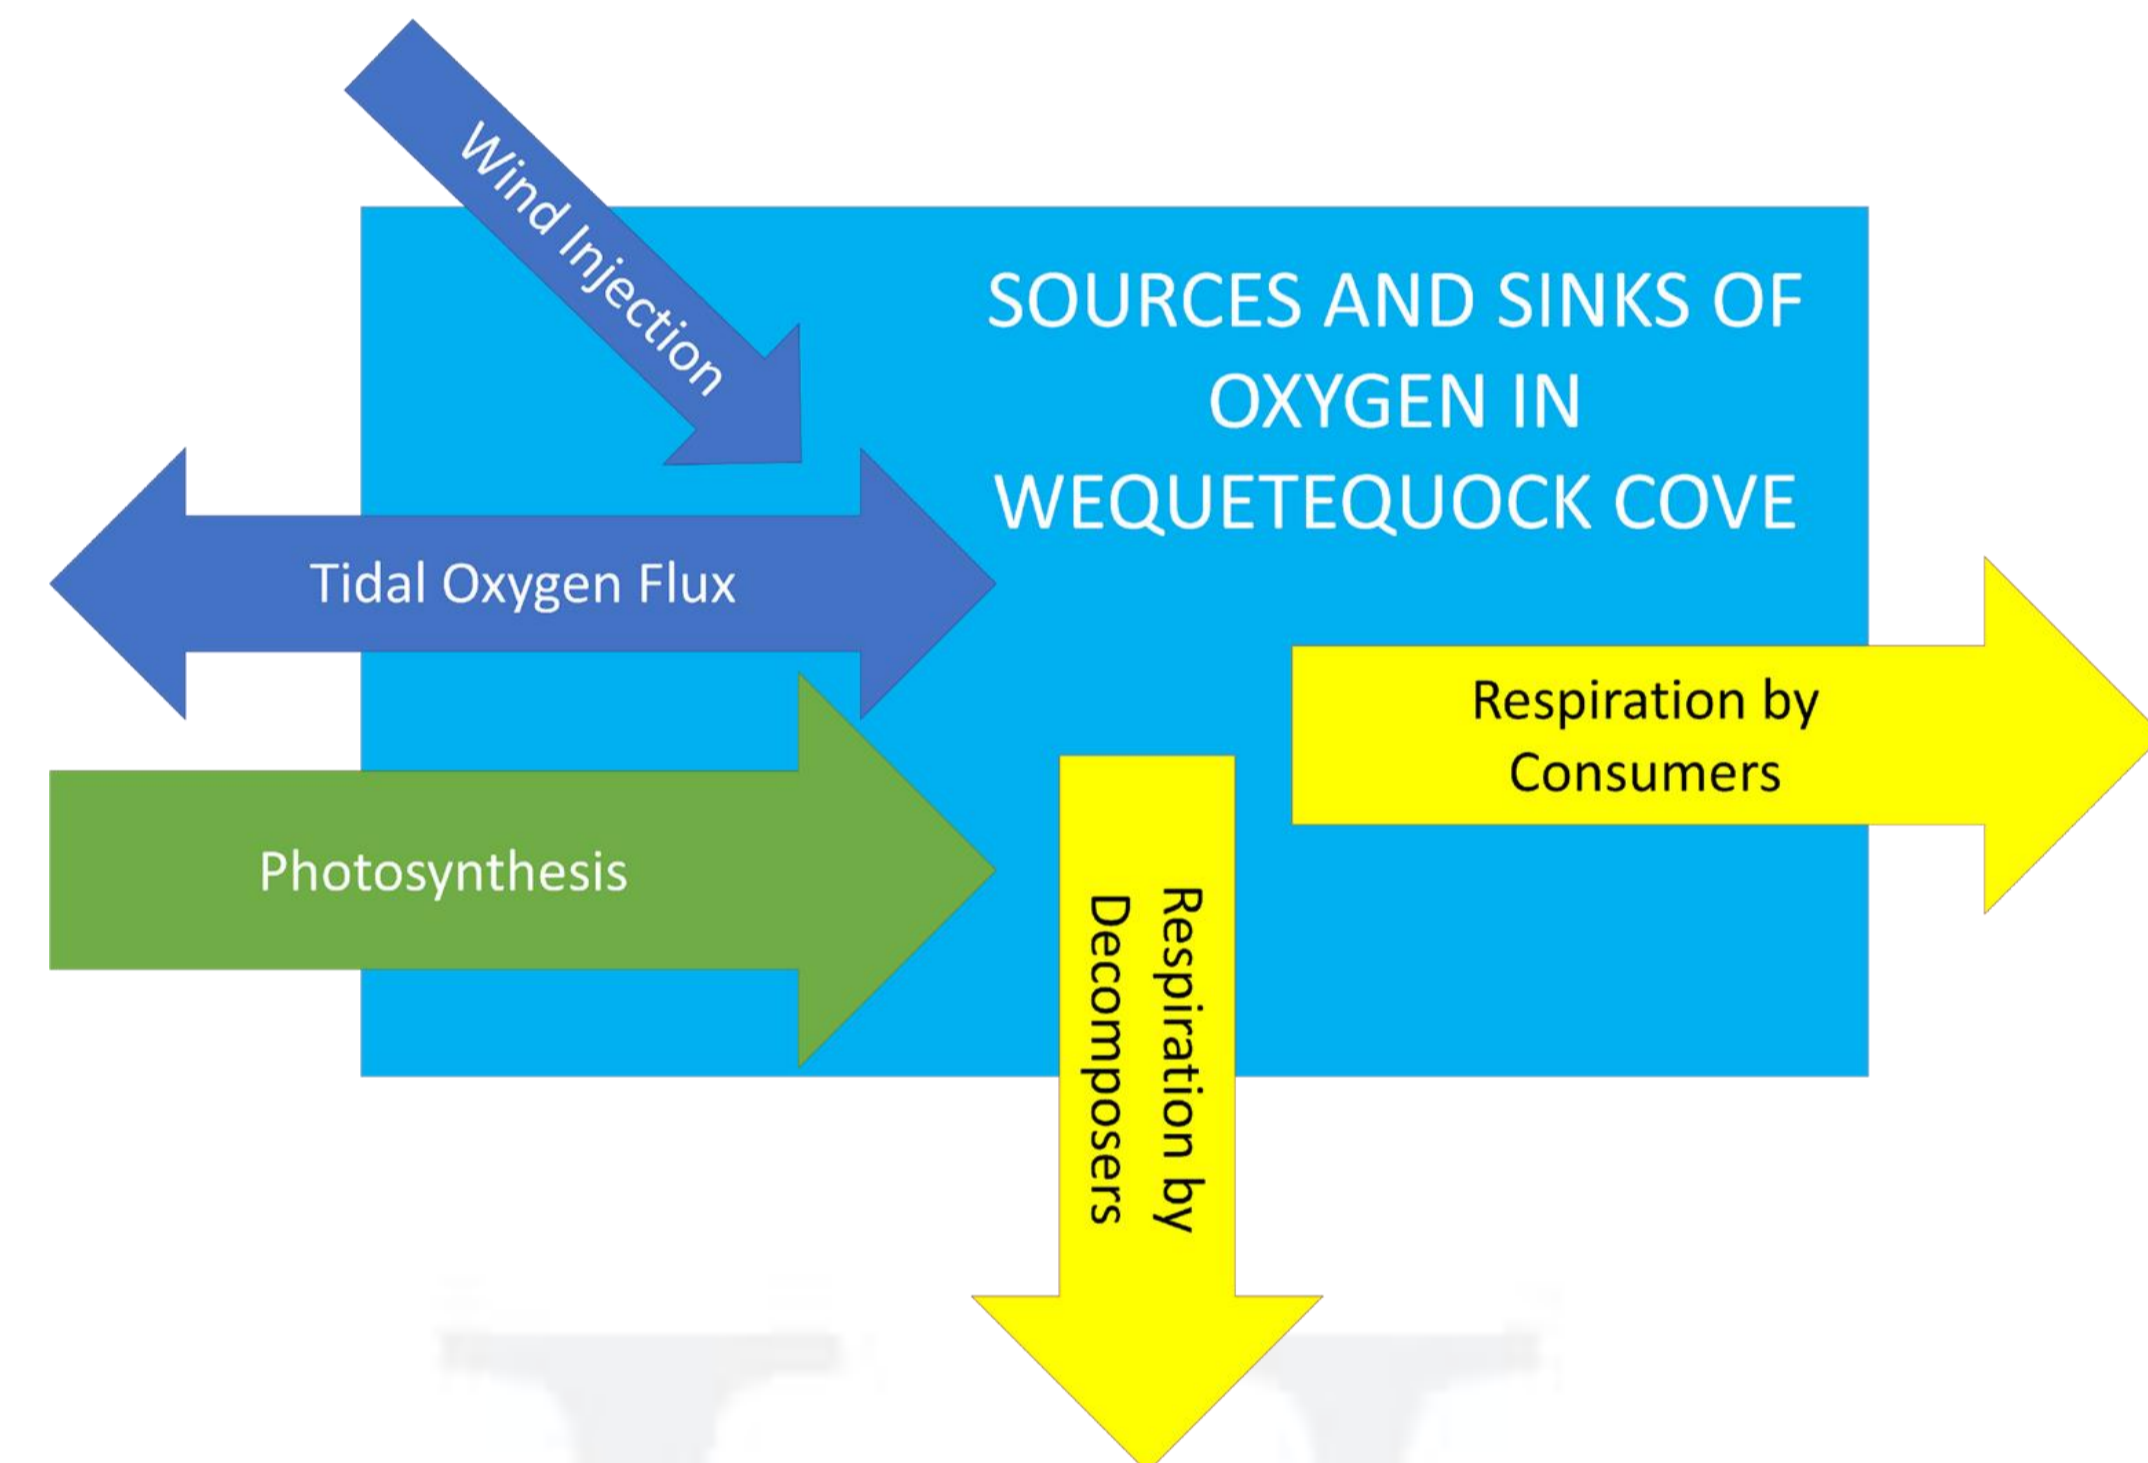 Wind Injection
SOURCES AND SINKS OF
OXYGEN IN
WEQUETEQUOCK COVE
Tidal Oxygen Flux
Respiration by
Consumers
Photosynthesis
Respiration by
Decomposers